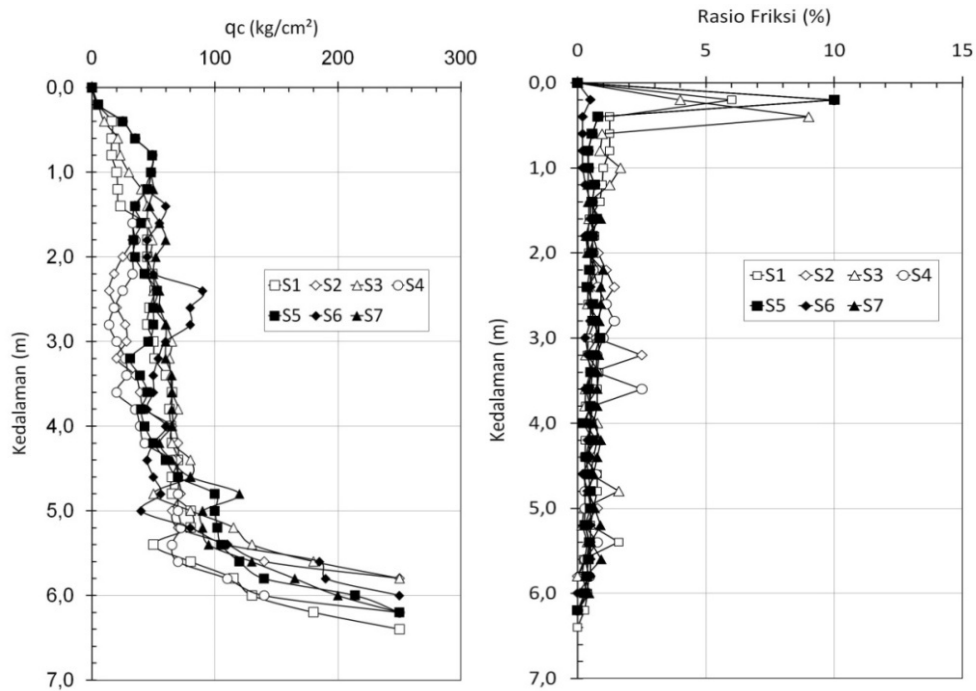 qc (kg/cm²)
0 100 200 300
Kedalaman (m)
0,0
1,0
2,0
3,0
4,0
5,0
6,0
7,0
S1 S2 S3 S4
S5 S6 S7
Rasio Friksi (%)
0 5 10 15
Kedalaman (m)
0,0
1,0
2,0
3,0
4,0
5,0
6,0
7,0
S1 S2 S3 S4
S5 S6 S7